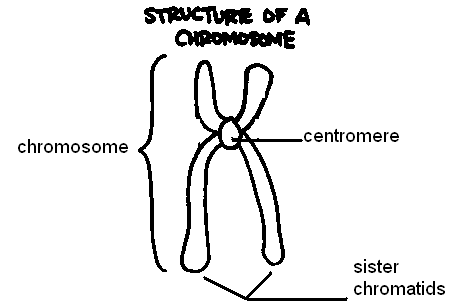 STRUCTURE OF A
CHROMOSOME
chromosome
centromere
sister
chromatids